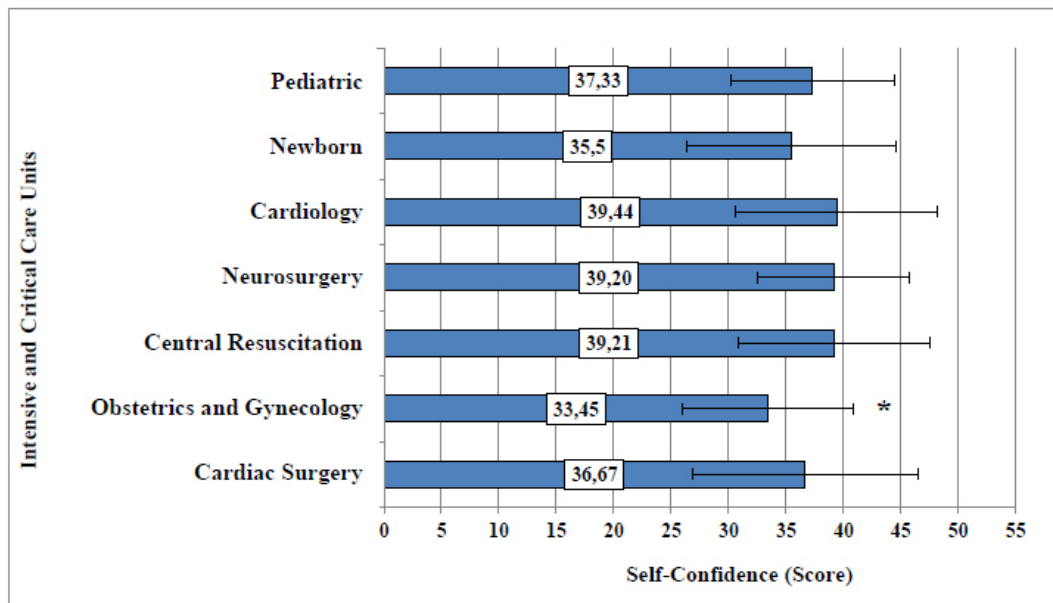 Intensive and Critical Care Units
Pediatric
37,33
Newborn
35,5
Cardiology
39,44
Neurosurgery
39,20
Central Resuscitation
39,21
Obstetrics and Gynecology
33,45
*
Cardiac Surgery
36,67
0 5 10 15 20 25 30 35 40 45 50 55
Self-Confidence (Score)